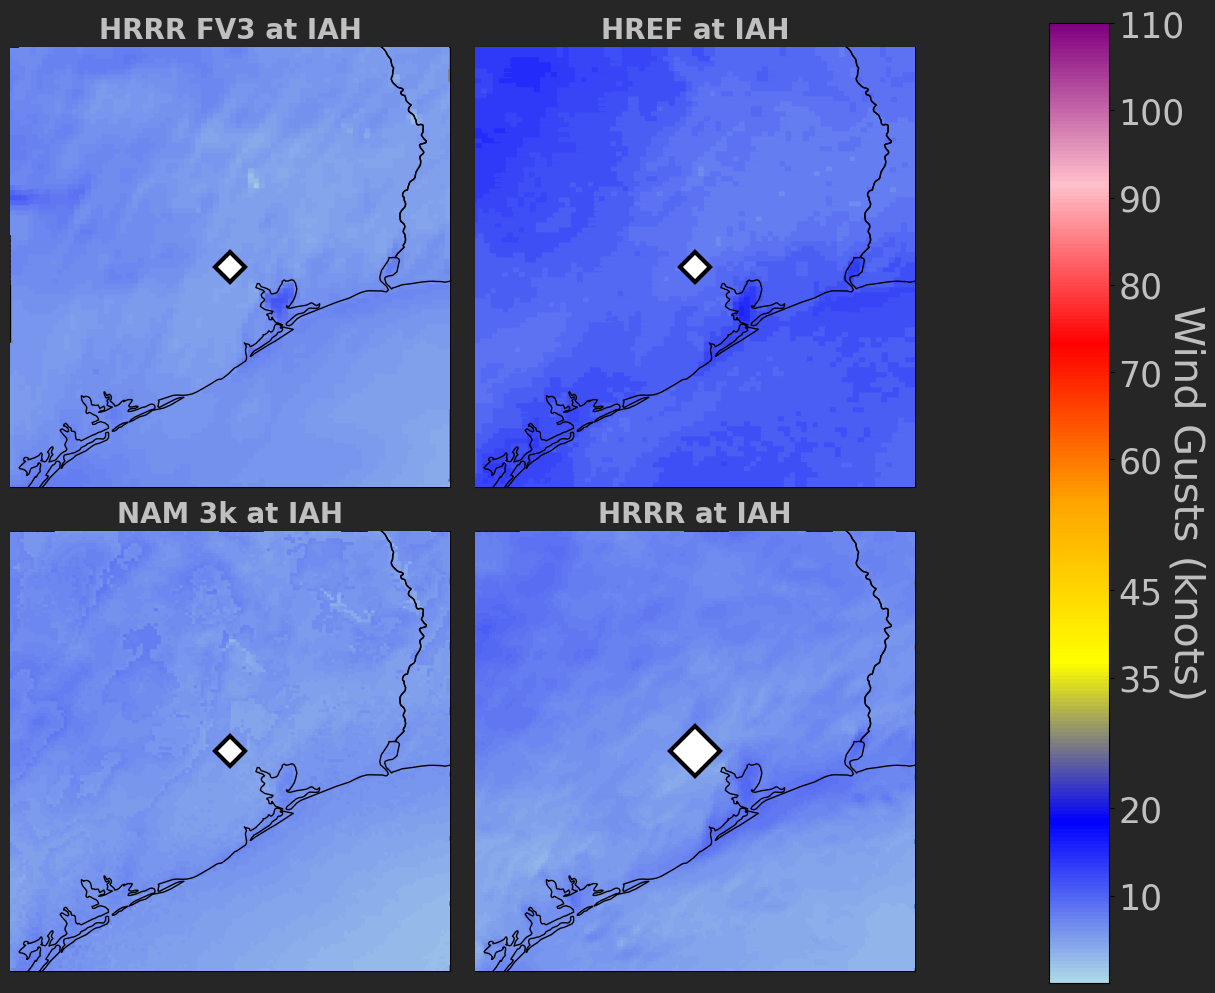 HRRR FV3 at IAH
HREF at IAH
NAM 3k at IAH
HRRR at IAH
110
100
90
80
70
60
45
35
20
10
Wind Gusts (knots)